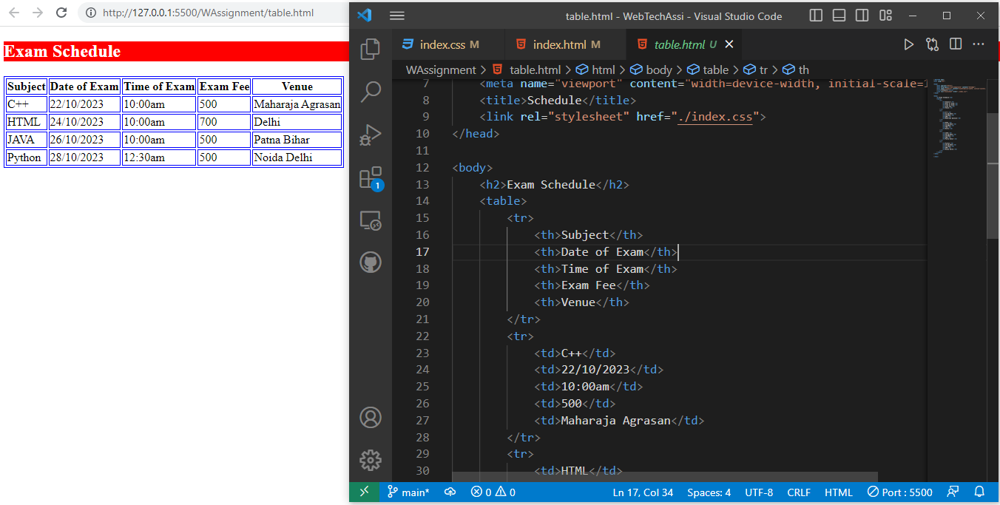 http://127.0.0.1:5500/WAssignment/table.html
Exam Schedule
Subject Date of Exam Time of Exam Exam Fee Venue
C++ 22/10/2023 10:00am 500 Maharaja Agrasan
HTML 24/10/2023 10:00am 700 Delhi
JAVA 26/10/2023 10:00am 500 Patna Bihar
Python 28/10/2023 12:30am 500 Noida Delhi
table.html - WebTechAssi - Visual Studio Code
index.css M index.html M table.html U
WAssignment > table.html > html > body > table > tr > th
7 <meta name="viewport" content="width=device-width, initial-scale=1
8 <title>Schedule</title>
9 <link rel="stylesheet" href="./index.css">
10 </head>
11
12 <body>
13 <h2>Exam Schedule</h2>
14 <table>
15 <tr>
16 <th>Subject</th>
17 <th>Date of Exam</th>
18 <th>Time of Exam</th>
19 <th>Exam Fee</th>
20 <th>Venue</th>
21 </tr>
22 <tr>
23 <td>C++</td>
24 <td>22/10/2023</td>
25 <td>10:00am</td>
26 <td>500</td>
27 <td>Maharaja Agrasan</td>
28 </tr>
29 <tr>
30 <td>HTML</td>
1
main* 0 0 Ln 17, Col 34 Spaces: 4 UTF-8 CRLF HTML Port : 5500